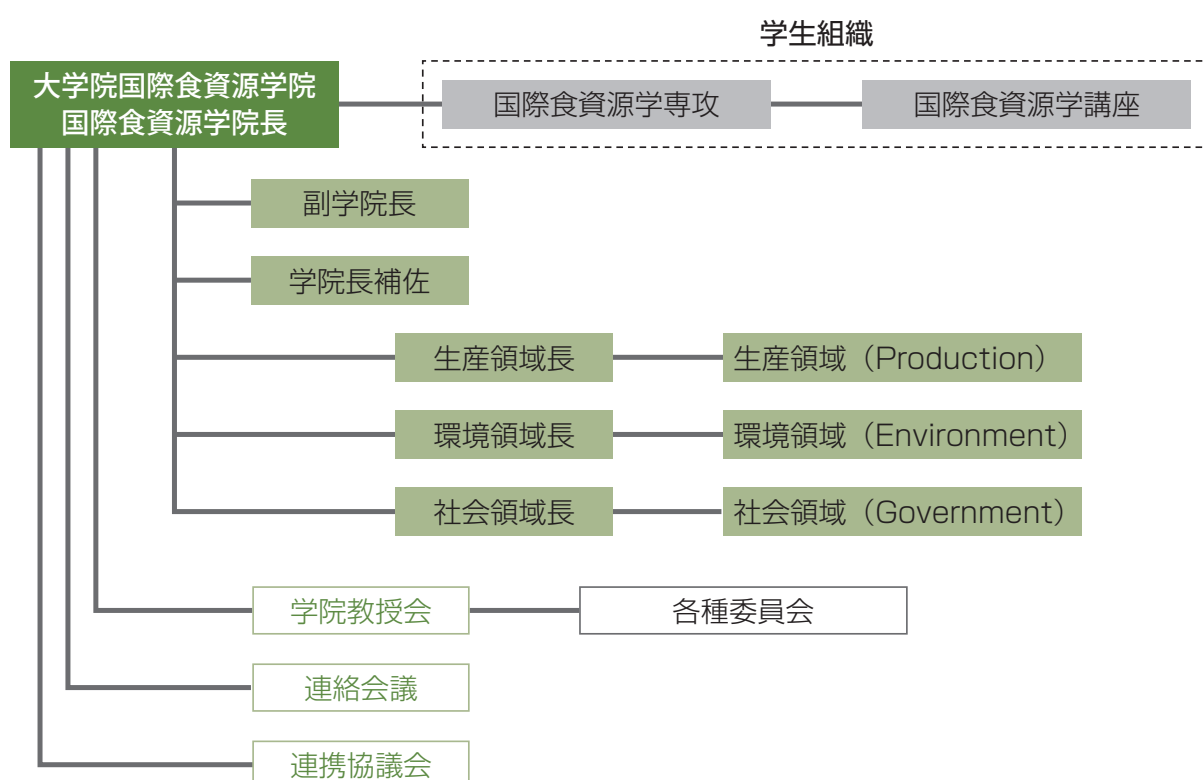 学生組織
大学院国際食資源学院
国際食資源学院長
国際食資源学専攻
国際食資源学講座
副学院長
学院長補佐
生産領域長
生産領域（Production）
環境領域長
環境領域（Environment）
社会領域長
社会領域（Government）
学院教授会
各種委員会
連絡会議
連携協議会